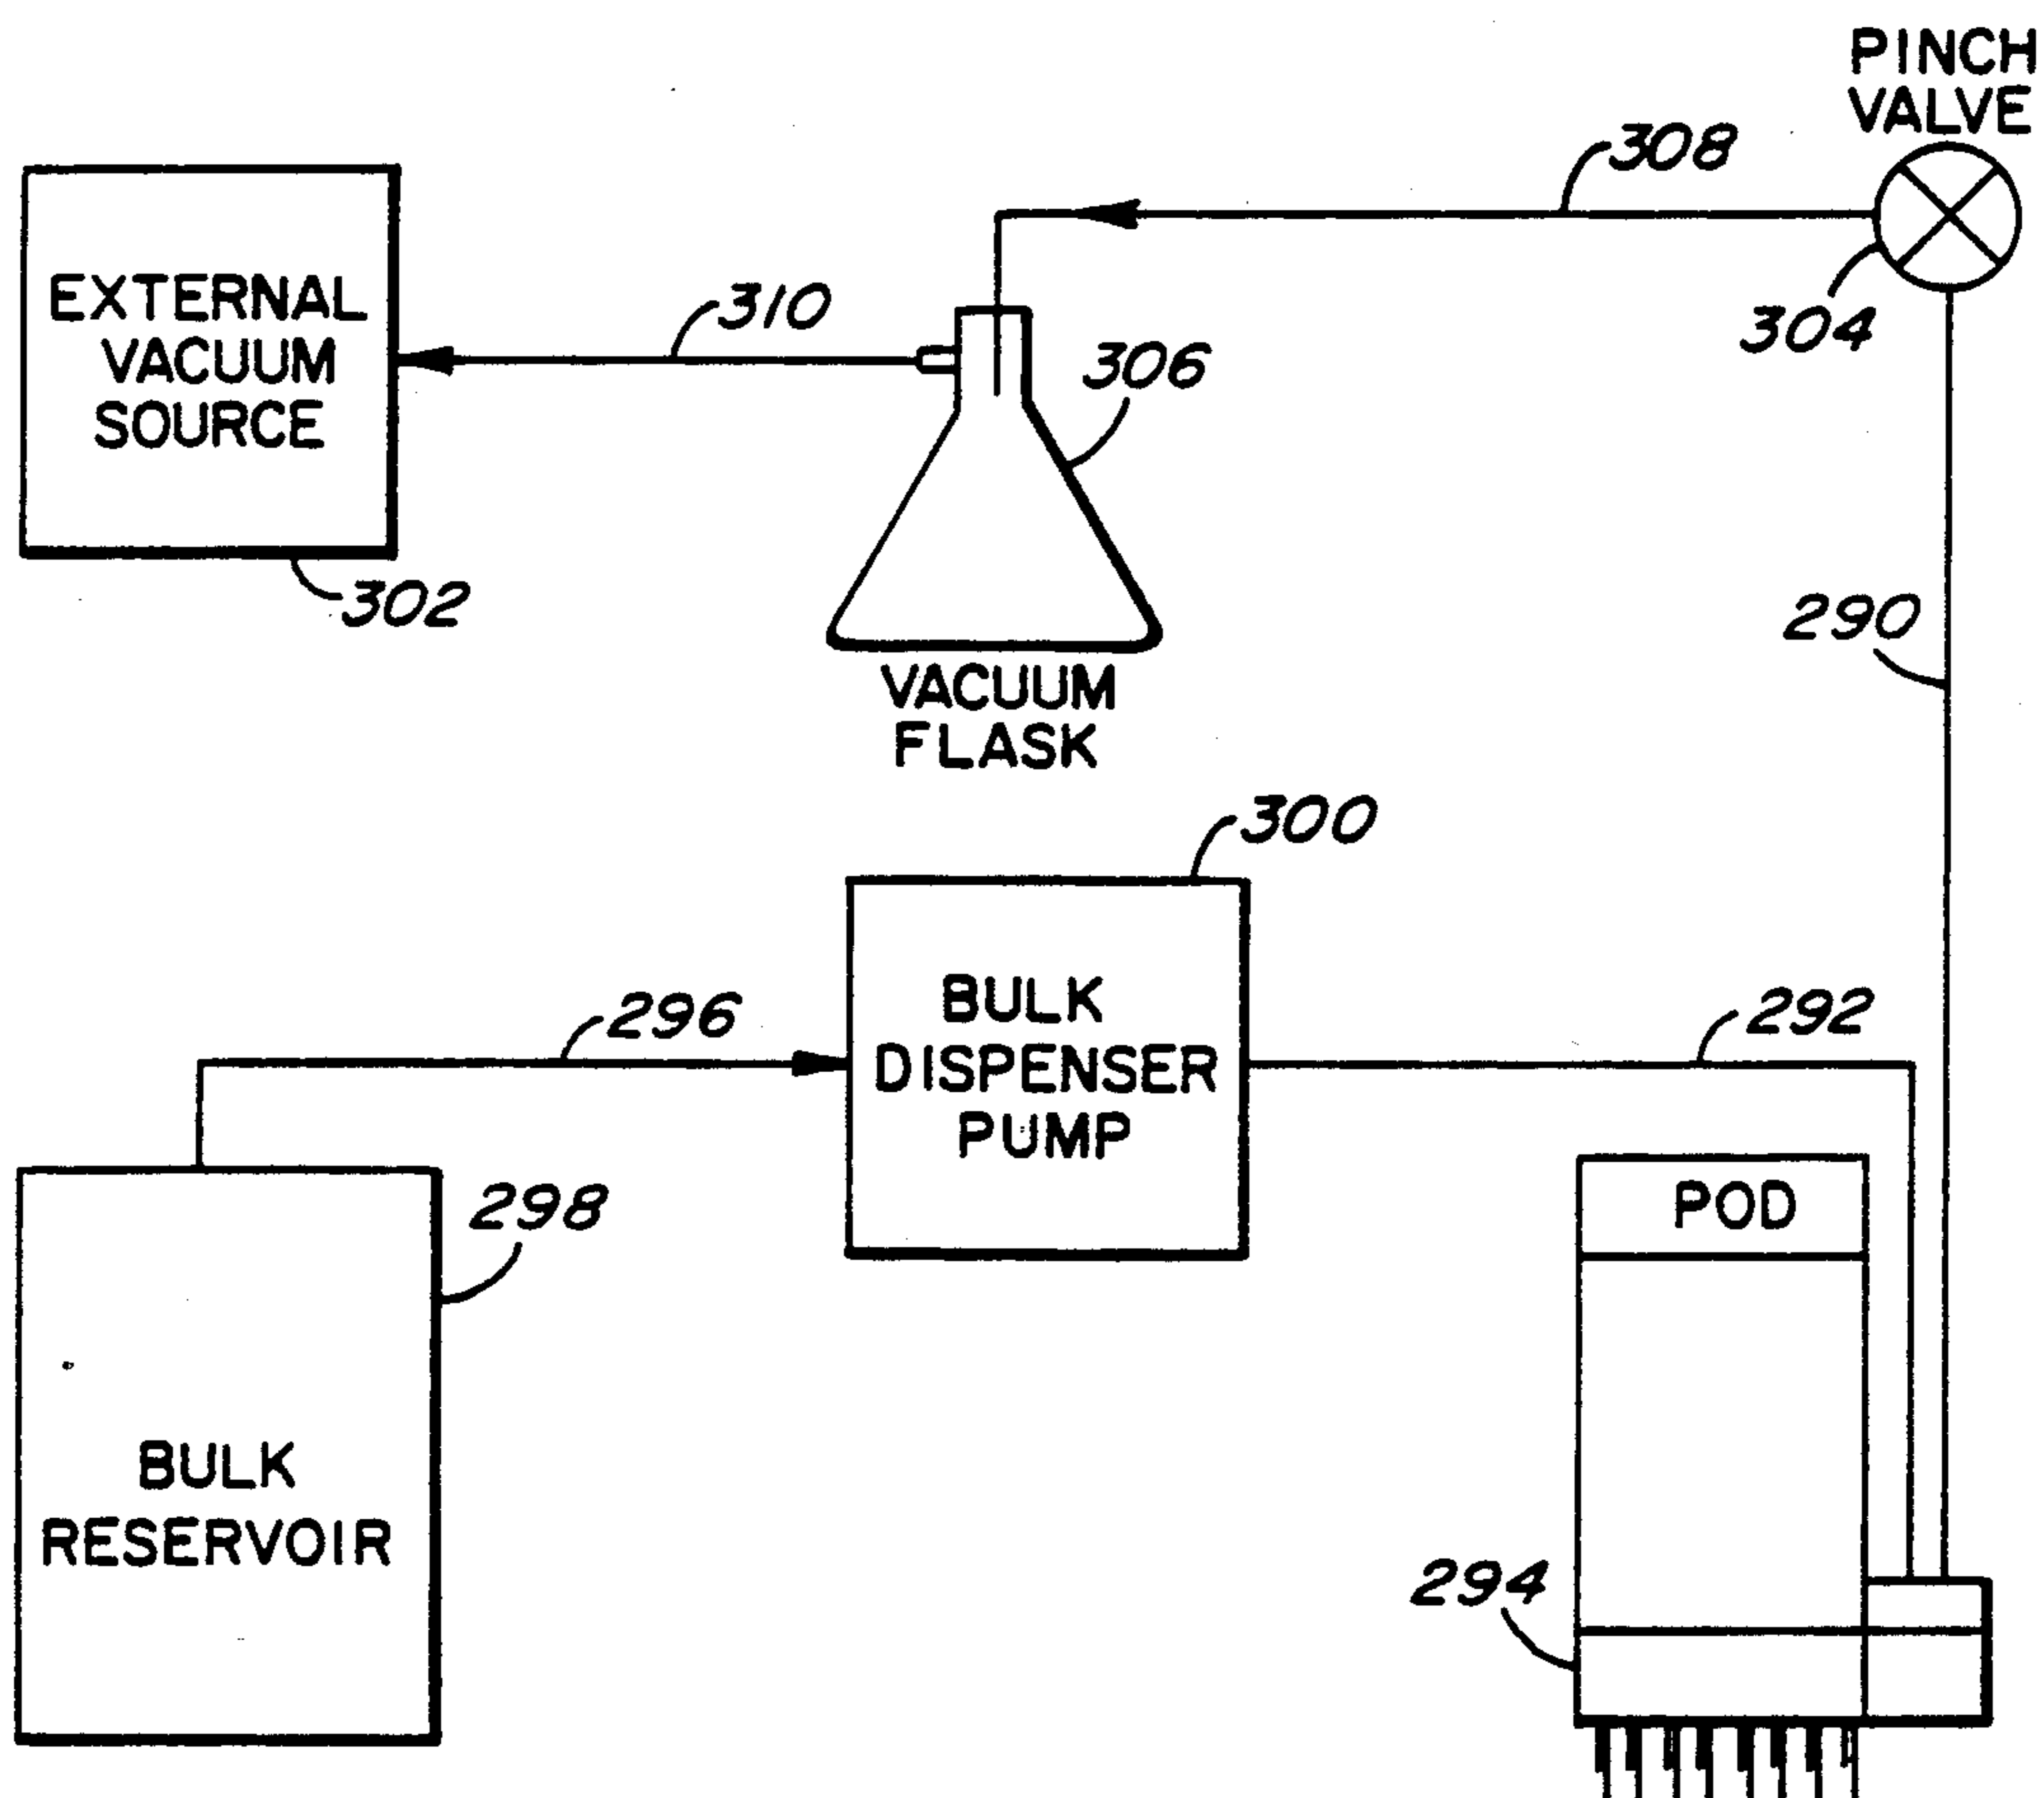 PINCH
VALVE
308
304
EXTERNAL
VACUUM
SOURCE
310
306
302
290
VACUUM
FLASK
300
BULK
DISPENSER
PUMP
296
292
298
POD
BULK
RESERVOIR
294